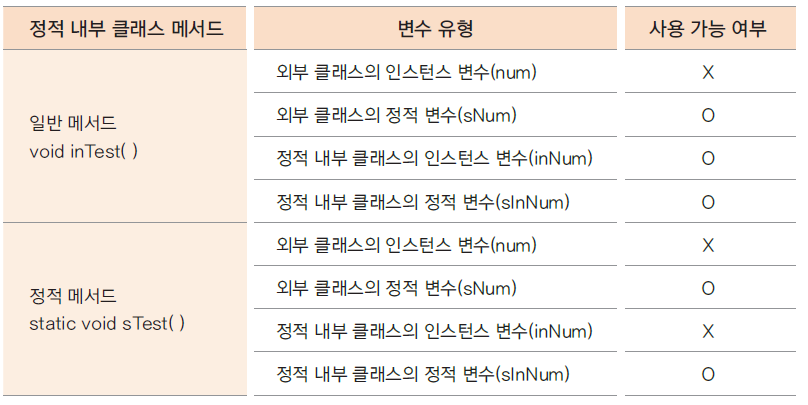 정적 내부 클래스 메서드 변수 유형 사용 가능 여부
일반 메서드
void inTest( )
외부 클래스의 인스턴스 변수(num) X
외부 클래스의 정적 변수(sNum) O
정적 내부 클래스의 인스턴스 변수(inNum) O
정적 내부 클래스의 정적 변수(sInNum) O
정적 메서드
static void sTest( )
외부 클래스의 인스턴스 변수(num) X
외부 클래스의 정적 변수(sNum) O
정적 내부 클래스의 인스턴스 변수(inNum) X
정적 내부 클래스의 정적 변수(sInNum) O